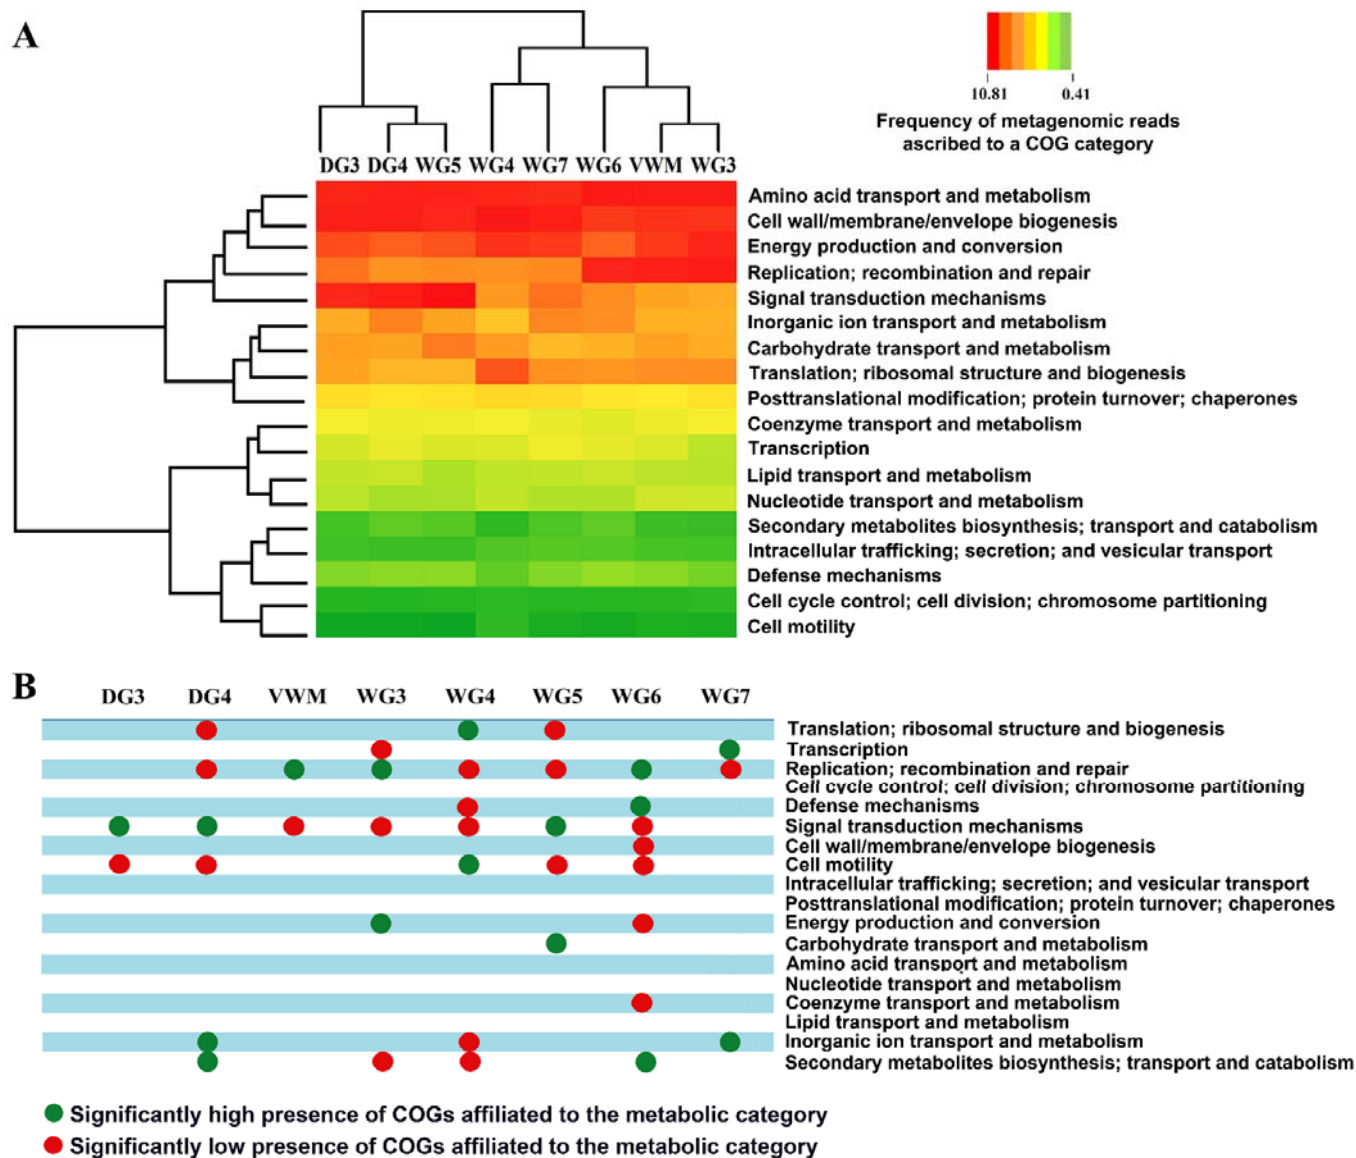 A
10.81 0.41
Frequency of metagenomic reads
ascribed to a COG category
DG3 DG4 WG5 WG4 WG7 WG6 VWM WG3
Amino acid transport and metabolism
Cell wall/membrane/envelope biogenesis
Energy production and conversion
Replication; recombination and repair
Signal transduction mechanisms
Inorganic ion transport and metabolism
Carbohydrate transport and metabolism
Translation; ribosomal structure and biogenesis
Posttranslational modification; protein turnover; chaperones
Coenzyme transport and metabolism
Transcription
Lipid transport and metabolism
Nucleotide transport and metabolism
Secondary metabolites biosynthesis; transport and catabolism
Intracellular trafficking; secretion; and vesicular transport
Defense mechanisms
Cell cycle control; cell division; chromosome partitioning
Cell motility
B
DG3 DG4 VWM WG3 WG4 WG5 WG6 WG7
Translation; ribosomal structure and biogenesis
Transcription
Replication; recombination and repair
Cell cycle control; cell division; chromosome partitioning
Defense mechanisms
Signal transduction mechanisms
Cell wall/membrane/envelope biogenesis
Cell motility
Intracellular trafficking; secretion; and vesicular transport
Posttranslational modification; protein turnover; chaperones
Energy production and conversion
Carbohydrate transport and metabolism
Amino acid transport and metabolism
Nucleotide transport and metabolism
Coenzyme transport and metabolism
Lipid transport and metabolism
Inorganic ion transport and metabolism
Secondary metabolites biosynthesis; transport and catabolism
Significantly high presence of COGs affiliated to the metabolic category
Significantly low presence of COGs affiliated to the metabolic category